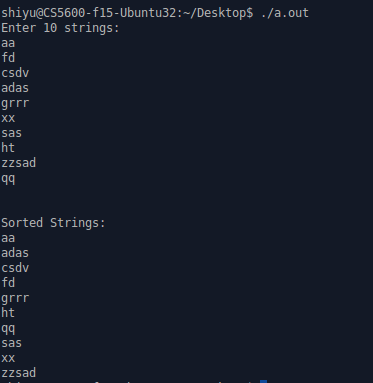 shiyu@CS5600-f15-Ubuntu32:~/Desktop$ ./a.out
Enter 10 strings:
aa
fd
csdv
adas
grrr
xx
sas
ht
zzsad
qq
Sorted Strings:
aa
adas
csdv
fd
grrr
ht
qq
sas
xx
zzsad